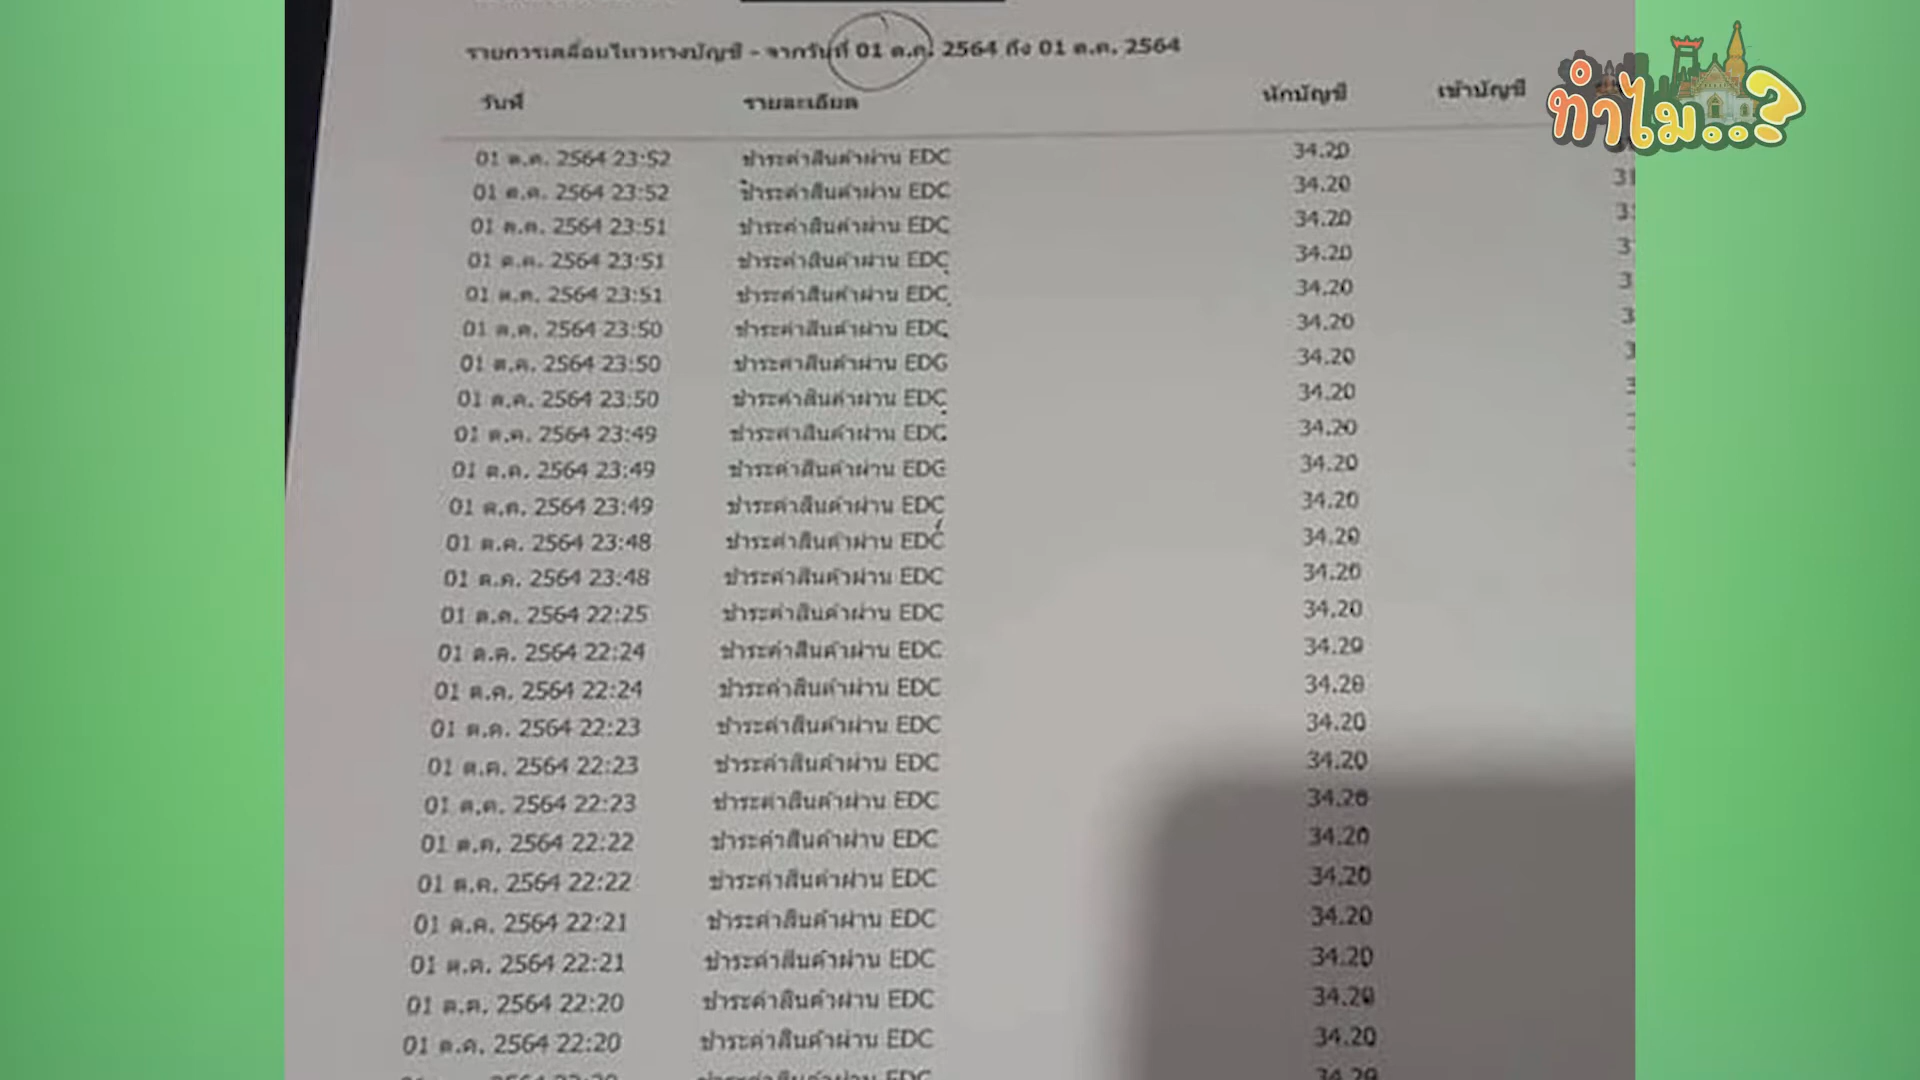 รายการเคลื่อนไหวทางบัญชี - จากวันที่ 01 ต.ค. 2564 ถึง 01 ต.ค. 2564
ทำไม..?
วันที่ รายละเอียด หักบัญชี เข้าบัญชี
01 ต.ค. 2564 23:52 ชำระค่าสินค้าผ่าน EDC 34.20
01 ต.ค. 2564 23:52 ชำระค่าสินค้าผ่าน EDC 34.20
01 ต.ค. 2564 23:51 ชำระค่าสินค้าผ่าน EDC 34.20
01 ต.ค. 2564 23:51 ชำระค่าสินค้าผ่าน EDC 34.20
01 ต.ค. 2564 23:51 ชำระค่าสินค้าผ่าน EDC 34.20
01 ต.ค. 2564 23:50 ชำระค่าสินค้าผ่าน EDC 34.20
01 ต.ค. 2564 23:50 ชำระค่าสินค้าผ่าน EDC 34.20
01 ต.ค. 2564 23:50 ชำระค่าสินค้าผ่าน EDC 34.20
01 ต.ค. 2564 23:49 ชำระค่าสินค้าผ่าน EDC 34.20
01 ต.ค. 2564 23:49 ชำระค่าสินค้าผ่าน EDC 34.20
01 ต.ค. 2564 23:49 ชำระค่าสินค้าผ่าน EDC 34.20
01 ต.ค. 2564 23:48 ชำระค่าสินค้าผ่าน EDC 34.20
01 ต.ค. 2564 23:48 ชำระค่าสินค้าผ่าน EDC 34.20
01 ต.ค. 2564 22:25 ชำระค่าสินค้าผ่าน EDC 34.20
01 ต.ค. 2564 22:24 ชำระค่าสินค้าผ่าน EDC 34.20
01 ต.ค. 2564 22:24 ชำระค่าสินค้าผ่าน EDC 34.20
01 ต.ค. 2564 22:23 ชำระค่าสินค้าผ่าน EDC 34.20
01 ต.ค. 2564 22:23 ชำระค่าสินค้าผ่าน EDC 34.20
01 ต.ค. 2564 22:23 ชำระค่าสินค้าผ่าน EDC 34.20
01 ต.ค. 2564 22:22 ชำระค่าสินค้าผ่าน EDC 34.20
01 ต.ค. 2564 22:22 ชำระค่าสินค้าผ่าน EDC 34.20
01 ต.ค. 2564 22:21 ชำระค่าสินค้าผ่าน EDC 34.20
01 ต.ค. 2564 22:21 ชำระค่าสินค้าผ่าน EDC 34.20
01 ต.ค. 2564 22:20 ชำระค่าสินค้าผ่าน EDC 34.20
01 ต.ค. 2564 22:20 ชำระค่าสินค้าผ่าน EDC 34.20